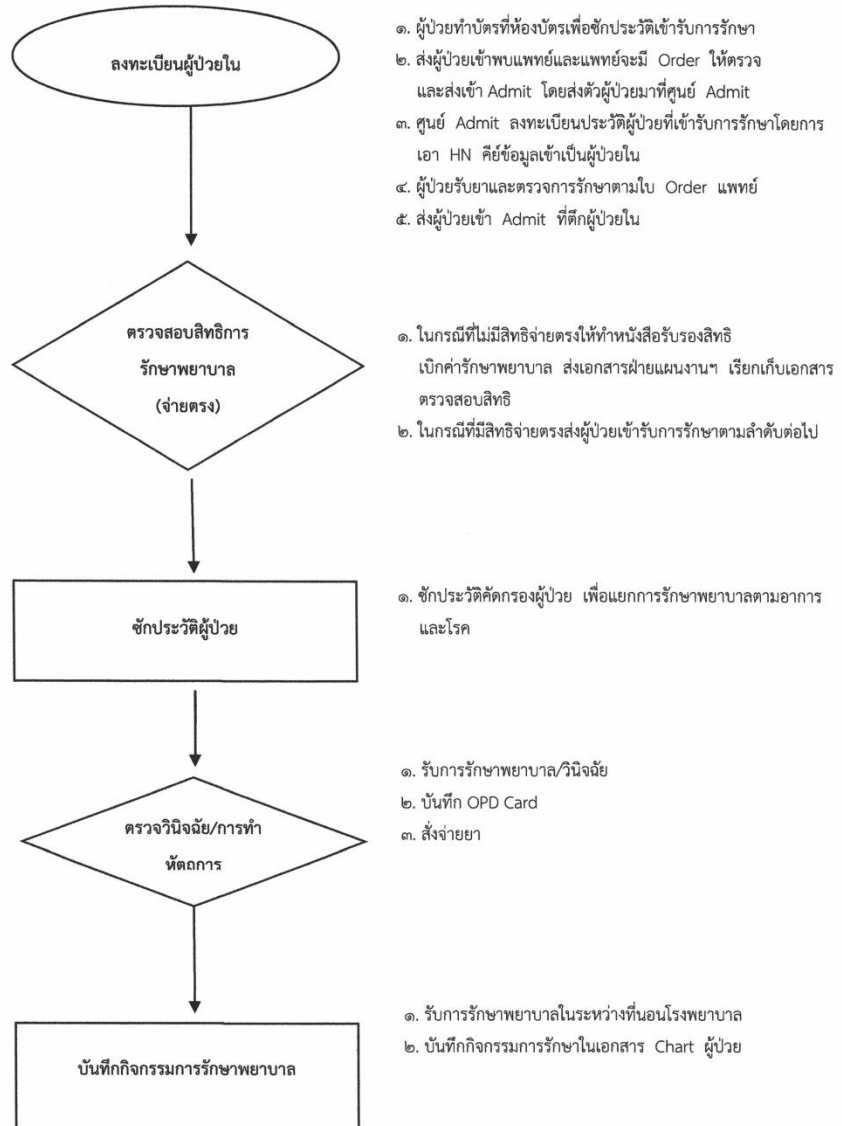 ลงทะเบียนผู้ป่วยใน
๑. ผู้ป่วยทำบัตรที่ห้องบัตรเพื่อซักประวัติเข้ารับการรักษา
๒. ส่งผู้ป่วยเข้าพบแพทย์และแพทย์จะมี Order ให้ตรวจ
และส่งเข้า Admit โดยส่งตัวผู้ป่วยมาที่ศูนย์ Admit
๓. ศูนย์ Admit ลงทะเบียนประวัติผู้ป่วยที่เข้ารับการรักษาโดยการ
เอา HN คีย์ข้อมูลเข้าเป็นผู้ป่วยใน
๔. ผู้ป่วยรับยาและตรวจการรักษาตามใบ Order แพทย์
๕. ส่งผู้ป่วยเข้า Admit ที่ตึกผู้ป่วยใน
ตรวจสอบสิทธิการ
รักษาพยาบาล
(จ่ายตรง)
๑. ในกรณีที่ไม่มีสิทธิจ่ายตรงให้ทำหนังสือรับรองสิทธิ
เบิกค่ารักษาพยาบาล ส่งเอกสารฝ่ายแผนงานฯ เรียกเก็บเอกสาร
ตรวจสอบสิทธิ
๒. ในกรณีที่มีสิทธิจ่ายตรงส่งผู้ป่วยเข้ารับการรักษาตามลำดับต่อไป
ซักประวัติผู้ป่วย
๑. ซักประวัติคัดกรองผู้ป่วย เพื่อแยกการรักษาพยาบาลตามอาการ
และโรค
ตรวจวินิจฉัย/การทำ
หัตถการ
๑. รับการรักษาพยาบาล/วินิจฉัย
๒. บันทึก OPD Card
๓. สั่งจ่ายยา
บันทึกกิจกรรมการรักษาพยาบาล
๑. รับการรักษาพยาบาลในระหว่างที่นอนโรงพยาบาล
๒. บันทึกกิจกรรมการรักษาในเอกสาร Chart ผู้ป่วย